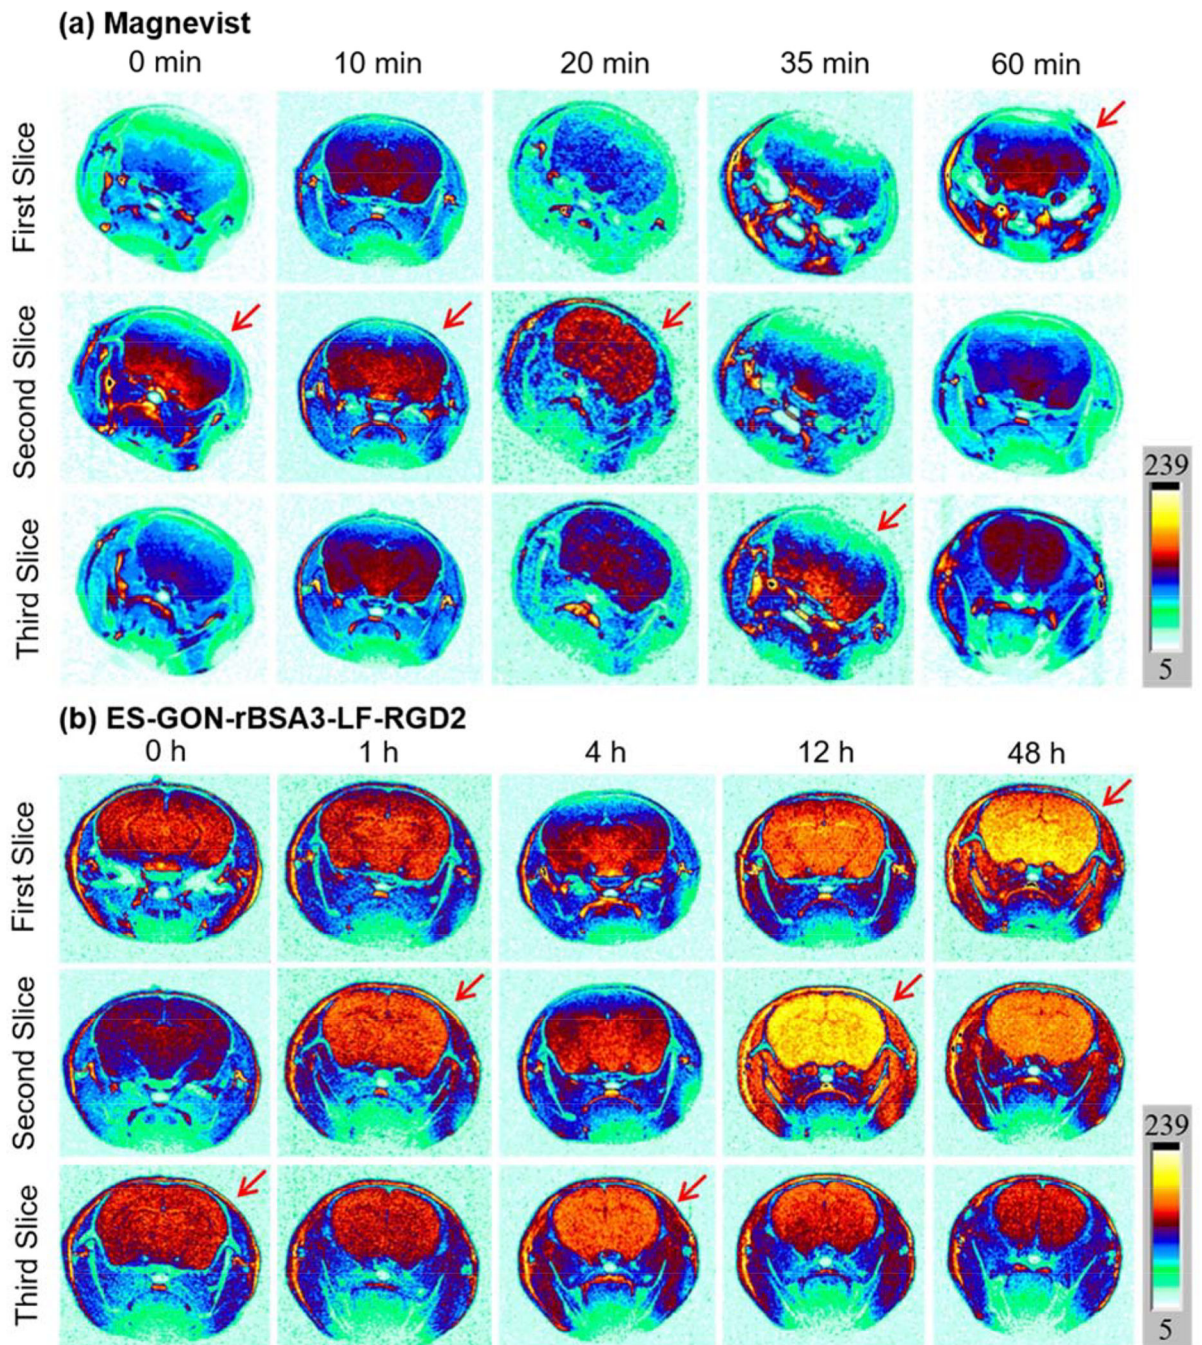 (a) Magnevist
0 min 10 min 20 min 35 min 60 min
First Slice
Second Slice
Third Slice
239
5
(b) ES-GON-rBSA3-LF-RGD2
0 h 1 h 4 h 12 h 48 h
First Slice
Second Slice
Third Slice
239
5